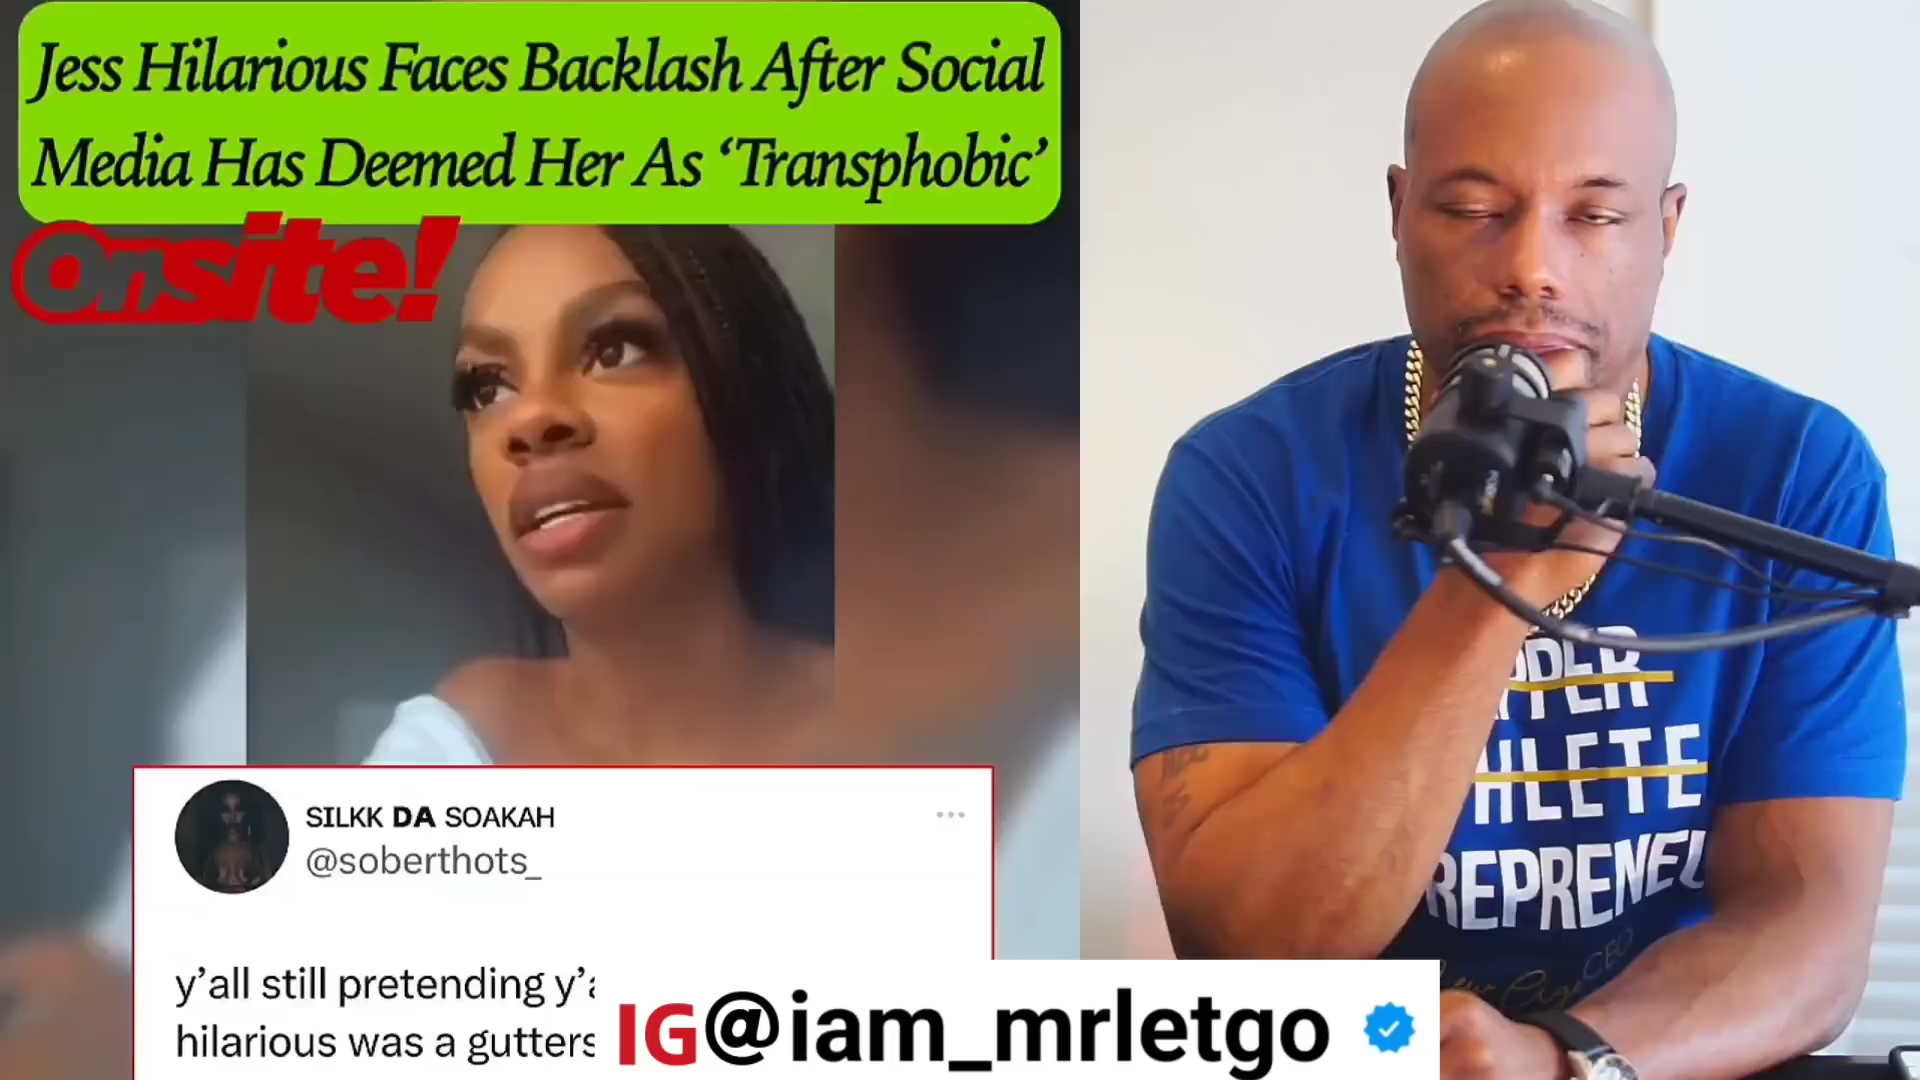 Jess Hilarious Faces Backlash After Social
Media Has Deemed Her As ‘Transphobic’
Onsite!
SILKK DA SOAKAH
@soberthots_
y’all still pretending
hilarious was a
IG@iam_mrletgo